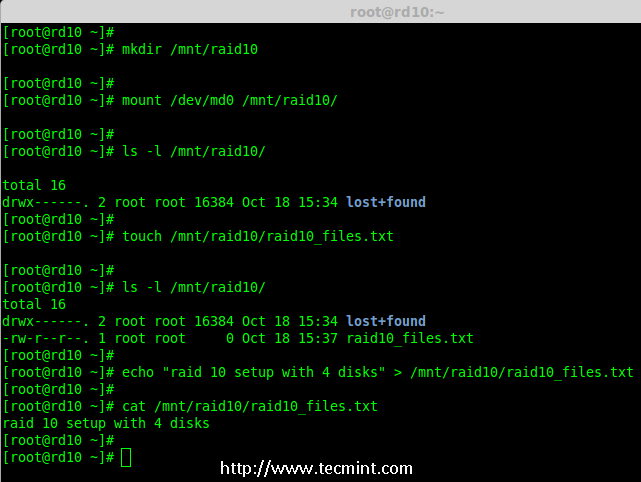 root@rd10:~
[root@rd10 ~]#
[root@rd10 ~]# mkdir /mnt/raid10
[root@rd10 ~]#
[root@rd10 ~]# mount /dev/md0 /mnt/raid10/
[root@rd10 ~]#
[root@rd10 ~]# ls -l /mnt/raid10/
total 16
drwx------. 2 root root 16384 Oct 18 15:34 lost+found
[root@rd10 ~]#
[root@rd10 ~]# touch /mnt/raid10/raid10_files.txt
[root@rd10 ~]#
[root@rd10 ~]# ls -l /mnt/raid10/
total 16
drwx------. 2 root root 16384 Oct 18 15:34 lost+found
-rw-r--r--. 1 root root     0 Oct 18 15:37 raid10_files.txt
[root@rd10 ~]#
[root@rd10 ~]# echo "raid 10 setup with 4 disks" > /mnt/raid10/raid10_files.txt
[root@rd10 ~]#
[root@rd10 ~]# cat /mnt/raid10/raid10_files.txt
raid 10 setup with 4 disks
[root@rd10 ~]#
[root@rd10 ~]#
http://www.tecmint.com